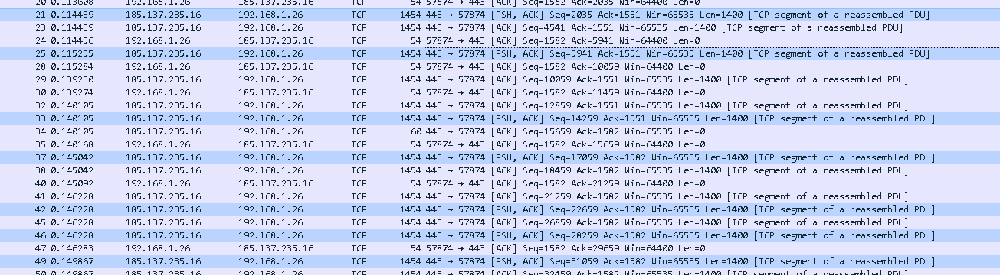 20 0.113608 192.168.1.26 185.137.235.16 TCP 54 57874 → 443 [ACK] Seq=1582 Ack=2035 Win=64400 Len=0
21 0.114439 185.137.235.16 192.168.1.26 TCP 1454 443 → 57874 [PSH, ACK] Seq=2035 Ack=1551 Win=65535 Len=1400 [TCP segment of a reassembled PDU]
23 0.114439 185.137.235.16 192.168.1.26 TCP 1454 443 → 57874 [ACK] Seq=4541 Ack=1551 Win=65535 Len=1400 [TCP segment of a reassembled PDU]
24 0.114456 192.168.1.26 185.137.235.16 TCP 54 57874 → 443 [ACK] Seq=1582 Ack=5941 Win=64400 Len=0
25 0.115255 185.137.235.16 192.168.1.26 TCP 1454 443 → 57874 [PSH, ACK] Seq=5941 Ack=1551 Win=65535 Len=1400 [TCP segment of a reassembled PDU]
28 0.115284 192.168.1.26 185.137.235.16 TCP 54 57874 → 443 [ACK] Seq=1582 Ack=10059 Win=64400 Len=0
29 0.139230 185.137.235.16 192.168.1.26 TCP 1454 443 → 57874 [ACK] Seq=10059 Ack=1551 Win=65535 Len=1400 [TCP segment of a reassembled PDU]
30 0.139274 192.168.1.26 185.137.235.16 TCP 54 57874 → 443 [ACK] Seq=1582 Ack=11459 Win=64400 Len=0
32 0.140105 185.137.235.16 192.168.1.26 TCP 1454 443 → 57874 [ACK] Seq=12859 Ack=1551 Win=65535 Len=1400 [TCP segment of a reassembled PDU]
33 0.140105 185.137.235.16 192.168.1.26 TCP 1454 443 → 57874 [PSH, ACK] Seq=14259 Ack=1551 Win=65535 Len=1400 [TCP segment of a reassembled PDU]
34 0.140105 185.137.235.16 192.168.1.26 TCP 60 443 → 57874 [ACK] Seq=15659 Ack=1582 Win=65535 Len=0
35 0.140168 192.168.1.26 185.137.235.16 TCP 54 57874 → 443 [ACK] Seq=1582 Ack=15659 Win=64400 Len=0
37 0.145042 185.137.235.16 192.168.1.26 TCP 1454 443 → 57874 [PSH, ACK] Seq=17059 Ack=1582 Win=65535 Len=1400 [TCP segment of a reassembled PDU]
38 0.145042 185.137.235.16 192.168.1.26 TCP 1454 443 → 57874 [ACK] Seq=18459 Ack=1582 Win=65535 Len=1400 [TCP segment of a reassembled PDU]
40 0.145092 192.168.1.26 185.137.235.16 TCP 54 57874 → 443 [ACK] Seq=1582 Ack=21259 Win=64400 Len=0
41 0.146228 185.137.235.16 192.168.1.26 TCP 1454 443 → 57874 [ACK] Seq=21259 Ack=1582 Win=65535 Len=1400 [TCP segment of a reassembled PDU]
42 0.146228 185.137.235.16 192.168.1.26 TCP 1454 443 → 57874 [PSH, ACK] Seq=22659 Ack=1582 Win=65535 Len=1400 [TCP segment of a reassembled PDU]
45 0.146228 185.137.235.16 192.168.1.26 TCP 1454 443 → 57874 [ACK] Seq=26859 Ack=1582 Win=65535 Len=1400 [TCP segment of a reassembled PDU]
46 0.146228 185.137.235.16 192.168.1.26 TCP 1454 443 → 57874 [PSH, ACK] Seq=28259 Ack=1582 Win=65535 Len=1400 [TCP segment of a reassembled PDU]
47 0.146283 192.168.1.26 185.137.235.16 TCP 54 57874 → 443 [ACK] Seq=1582 Ack=29659 Win=64400 Len=0
49 0.149867 185.137.235.16 192.168.1.26 TCP 1454 443 → 57874 [PSH, ACK] Seq=31059 Ack=1582 Win=65535 Len=1400 [TCP segment of a reassembled PDU]
50 0.149867 185.137.235.16 192.168.1.26 TCP 1454 443 → 57874 [ACK] Seq=32459 Ack=1582 Win=65535 Len=1400 [TCP segment of a reassembled PDU]